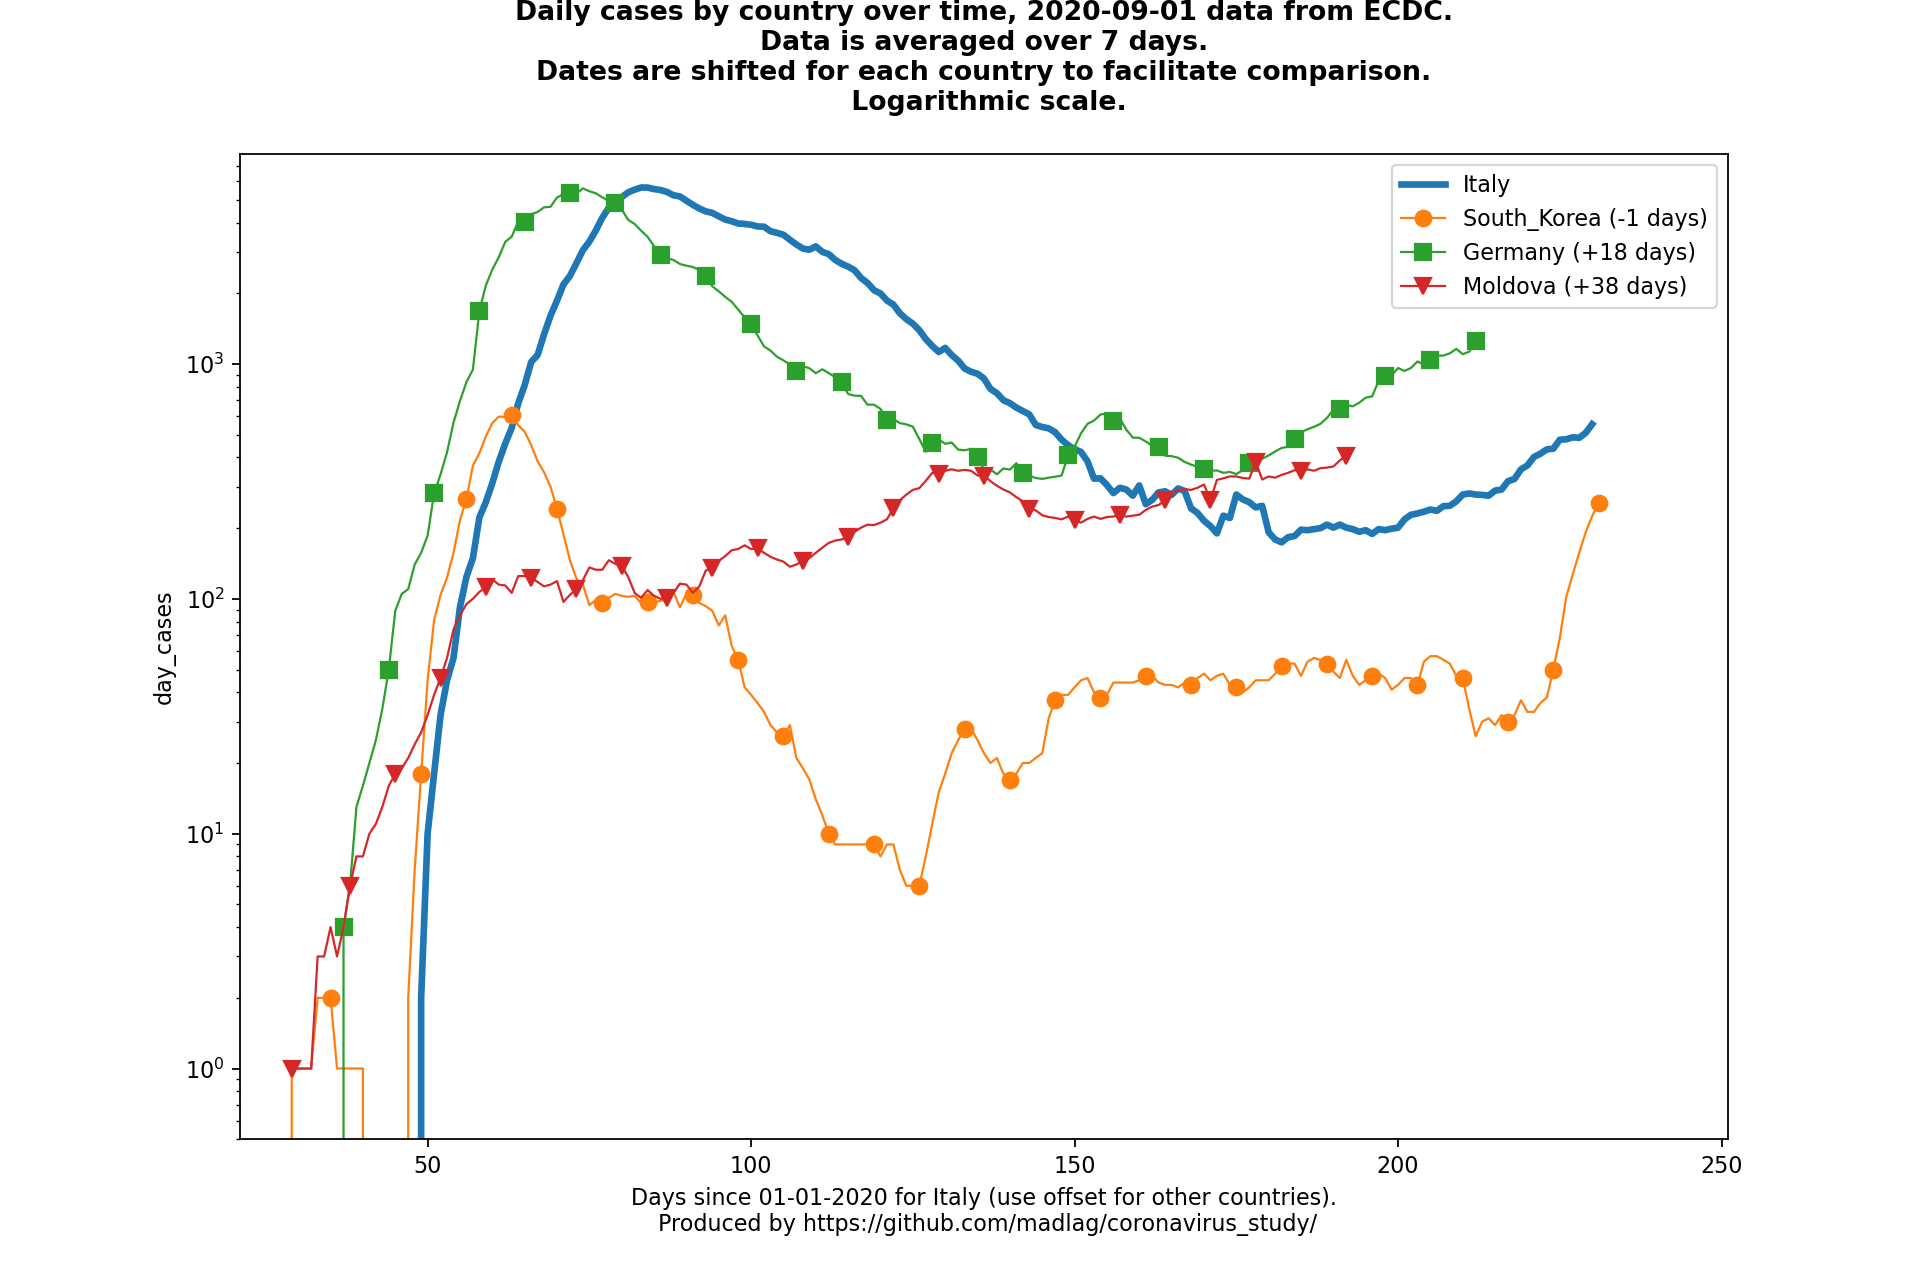 Daily cases by country over time, 2020-09-01 data from ECDC.
Data is averaged over 7 days.
Dates are shifted for each country to facilitate comparison.
Logarithmic scale.
Italy
South_Korea (-1 days)
Germany (+18 days)
Moldova (+38 days)
day_cases
10³
10²
10¹
10⁰
50 100 150 200 250
Days since 01-01-2020 for Italy (use offset for other countries).
Produced by https://github.com/madlag/coronavirus_study/